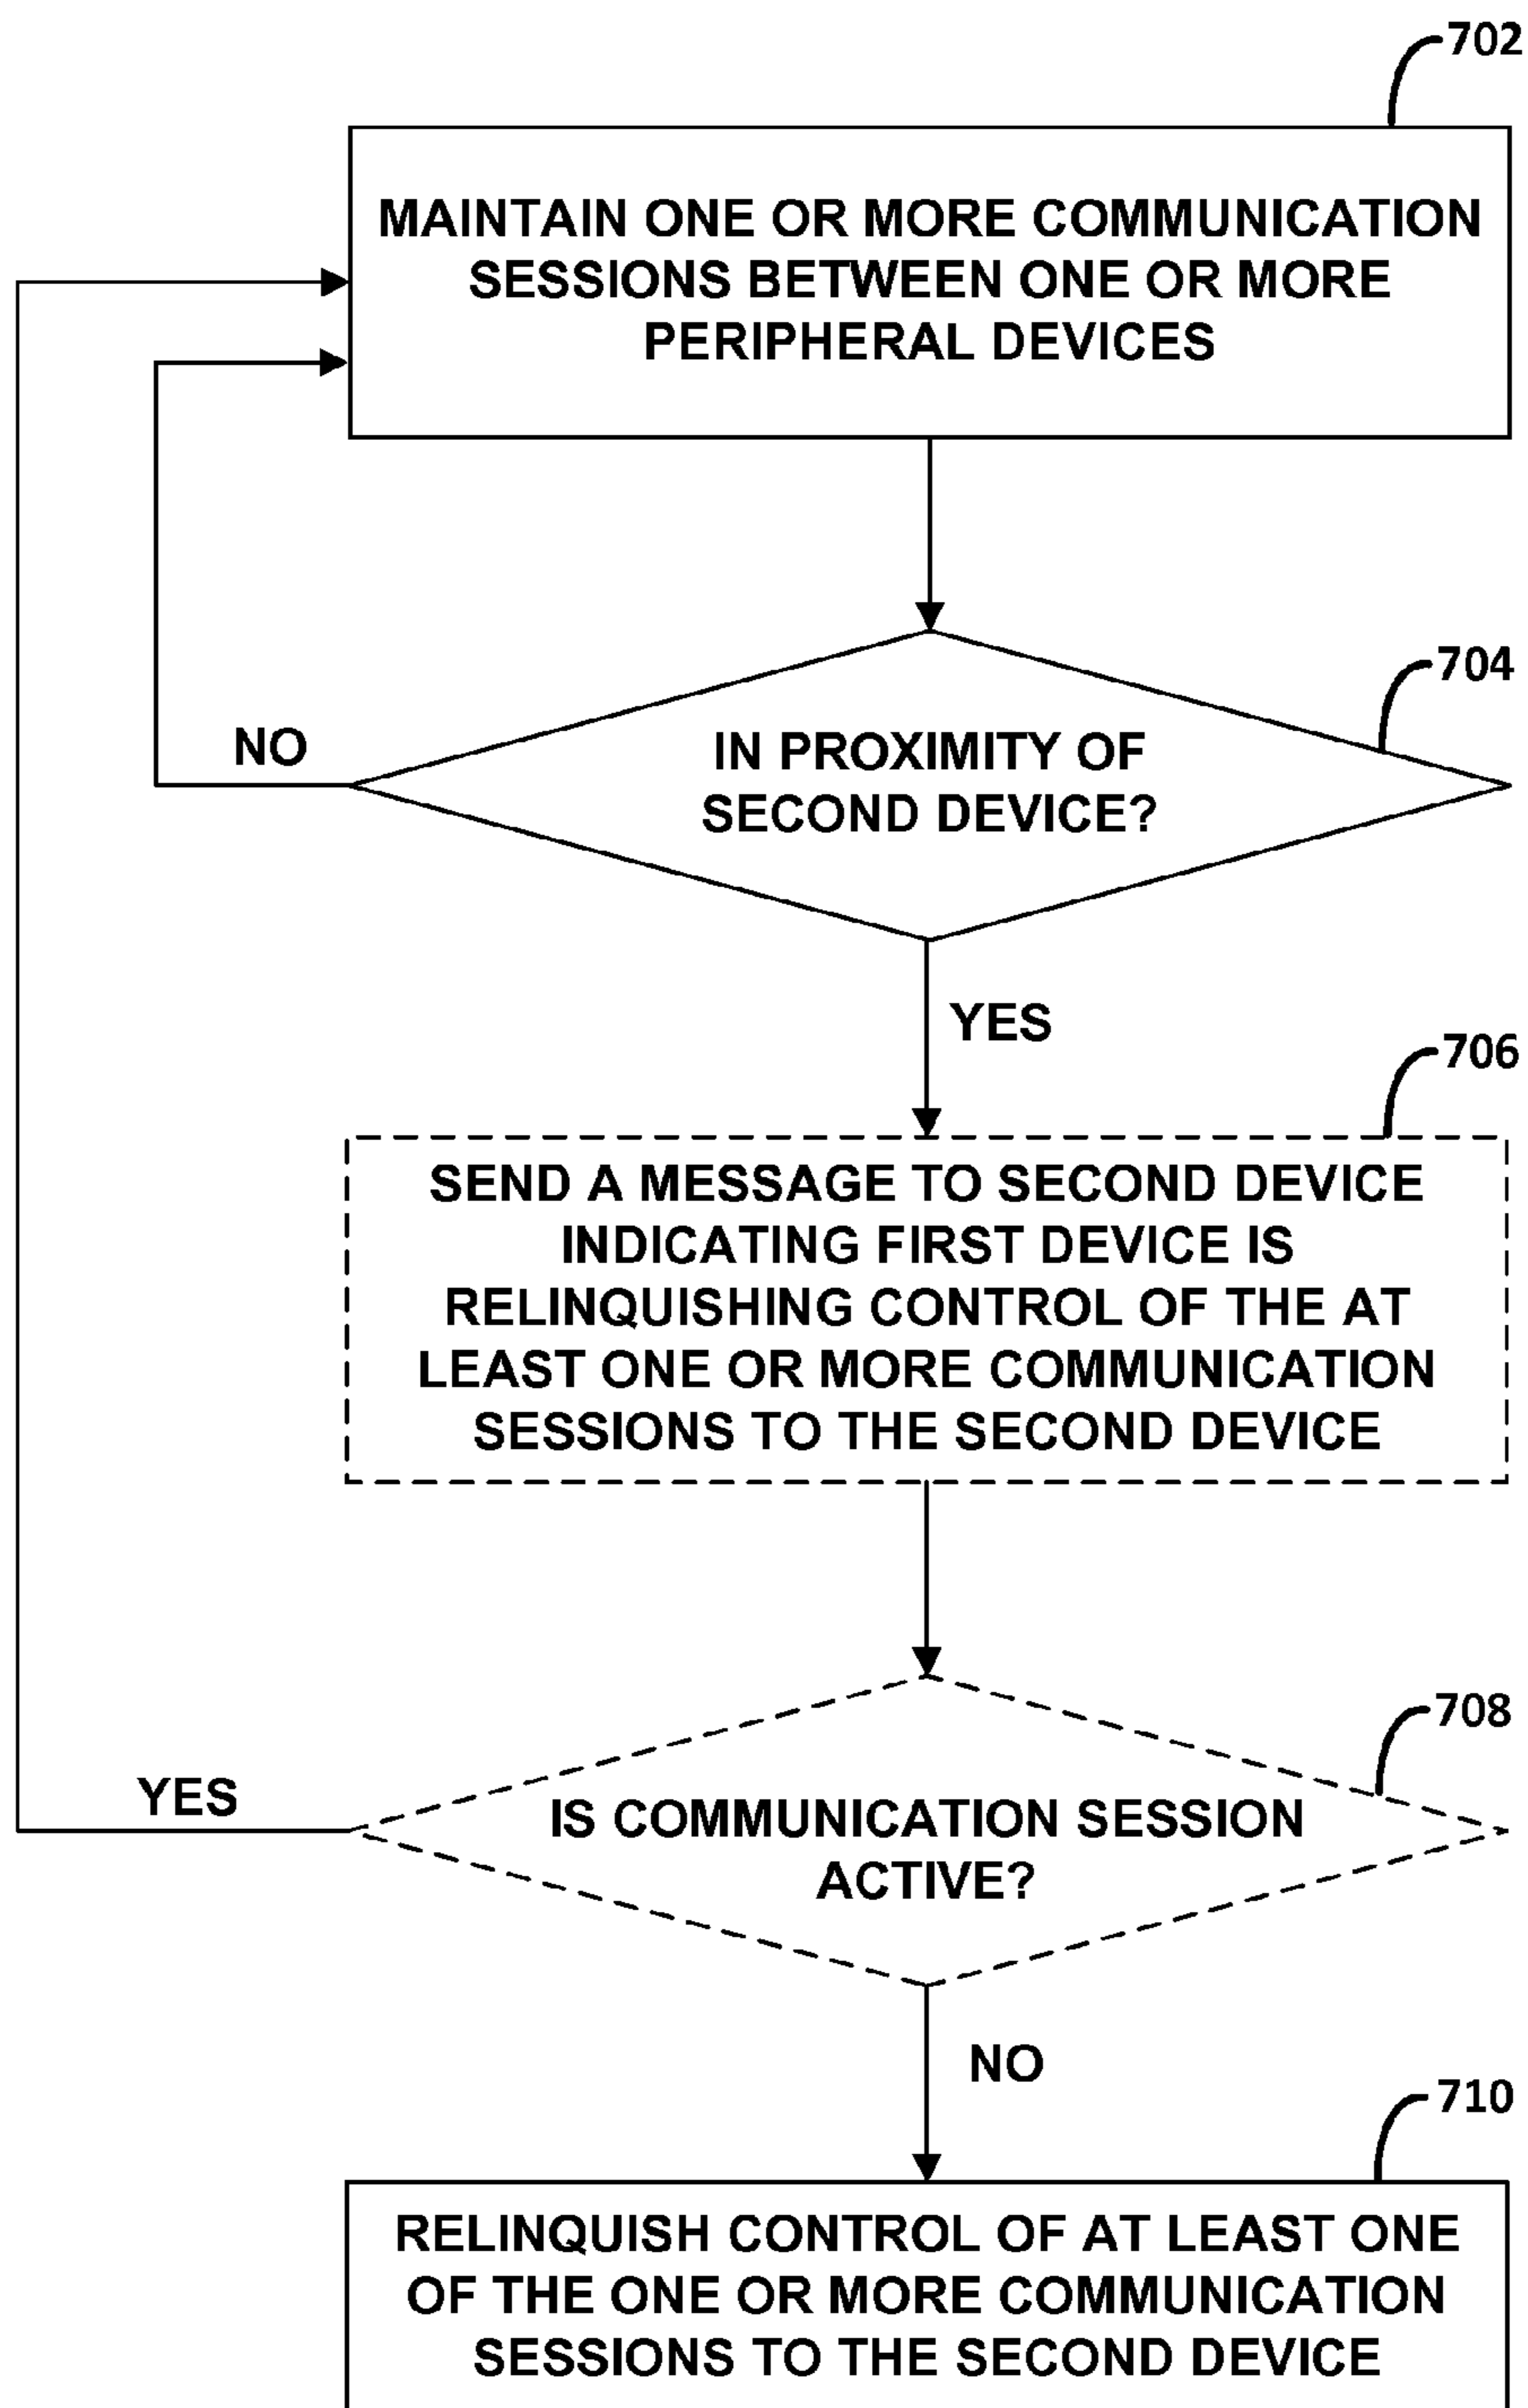 702
MAINTAIN ONE OR MORE COMMUNICATION
SESSIONS BETWEEN ONE OR MORE
PERIPHERAL DEVICES
704
NO
IN PROXIMITY OF
SECOND DEVICE?
YES
706
SEND A MESSAGE TO SECOND DEVICE
INDICATING FIRST DEVICE IS
RELINQUISHING CONTROL OF THE AT
LEAST ONE OR MORE COMMUNICATION
SESSIONS TO THE SECOND DEVICE
708
YES
IS COMMUNICATION SESSION
ACTIVE?
NO
710
RELINQUISH CONTROL OF AT LEAST ONE
OF THE ONE OR MORE COMMUNICATION
SESSIONS TO THE SECOND DEVICE